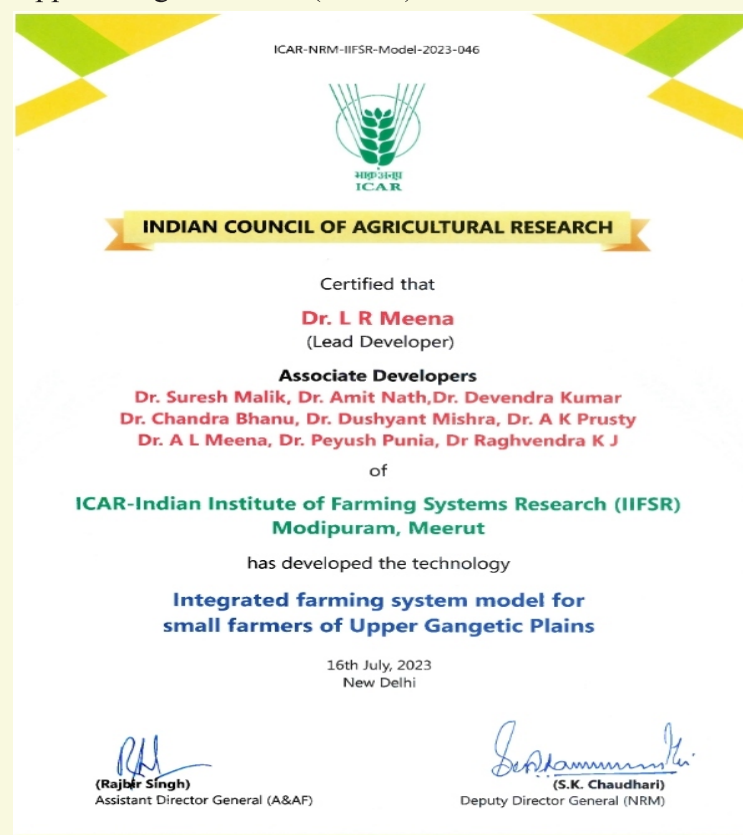 ICAR-NRM-IIFSR-Model-2023-046
भाकृअनुप
ICAR
INDIAN COUNCIL OF AGRICULTURAL RESEARCH
Certified that
Dr. L R Meena
(Lead Developer)
Associate Developers
Dr. Suresh Malik, Dr. Amit Nath,Dr. Devendra Kumar
Dr. Chandra Bhanu, Dr. Dushyant Mishra, Dr. A K Prusty
Dr. A L Meena, Dr. Peyush Punia, Dr Raghvendra K J
of
ICAR-Indian Institute of Farming Systems Research (IIFSR)
Modipuram, Meerut
has developed the technology
Integrated farming system model for
small farmers of Upper Gangetic Plains
16th July, 2023
New Delhi
(Rajbir Singh)
Assistant Director General (A&AF)
(S.K. Chaudhari)
Deputy Director General (NRM)